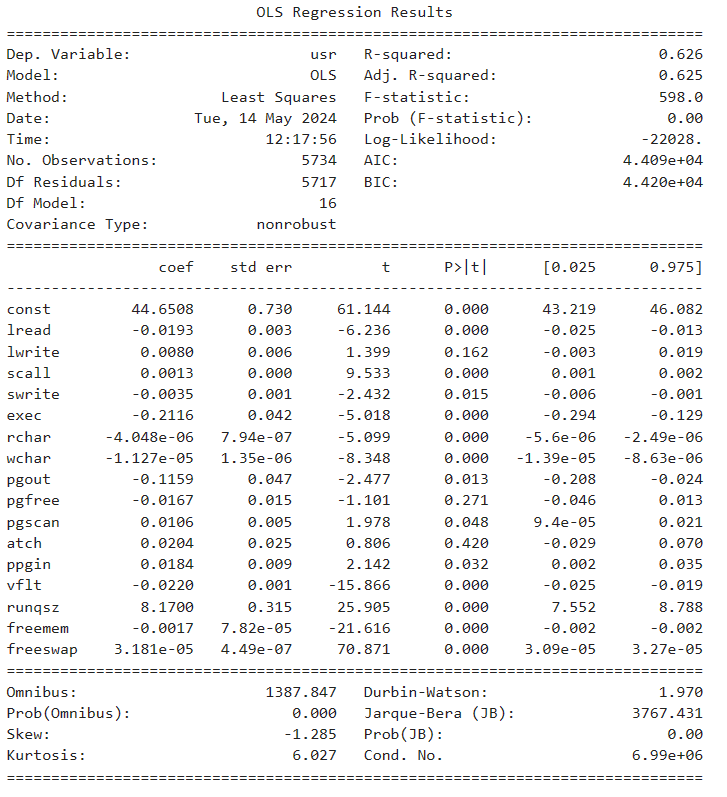 OLS Regression Results
==============================================================================
Dep. Variable:                    usr   R-squared:                       0.626
Model:                            OLS   Adj. R-squared:                  0.625
Method:                 Least Squares   F-statistic:                     598.0
Date:                Tue, 14 May 2024   Prob (F-statistic):               0.00
Time:                        12:17:56   Log-Likelihood:                -22028.
No. Observations:                5734   AIC:                         4.409e+04
Df Residuals:                    5717   BIC:                         4.420e+04
Df Model:                          16
Covariance Type:            nonrobust
==============================================================================
                 coef    std err          t      P>|t|      [0.025      0.975]
------------------------------------------------------------------------------
const         44.6508      0.730     61.144      0.000      43.219      46.082
lread         -0.0193      0.003     -6.236      0.000      -0.025      -0.013
lwrite         0.0080      0.006      1.399      0.162      -0.003       0.019
scall          0.0013      0.000      9.533      0.000       0.001       0.002
swrite        -0.0035      0.001     -2.432      0.015      -0.006      -0.001
exec          -0.2116      0.042     -5.018      0.000      -0.294      -0.129
rchar      -4.048e-06   7.94e-07     -5.099      0.000    -5.6e-06   -2.49e-06
wchar      -1.127e-05   1.35e-06     -8.348      0.000   -1.39e-05   -8.63e-06
pgout         -0.1159      0.047     -2.477      0.013      -0.208      -0.024
pgfree        -0.0167      0.015     -1.101      0.271      -0.046       0.013
pgscan         0.0106      0.005      1.978      0.048     9.4e-05       0.021
atch           0.0204      0.025      0.806      0.420      -0.029       0.070
ppgin          0.0184      0.009      2.142      0.032       0.002       0.035
vflt          -0.0220      0.001    -15.866      0.000      -0.025      -0.019
runqsz         8.1700      0.315     25.905      0.000       7.552       8.788
freemem       -0.0017   7.82e-05    -21.616      0.000      -0.002      -0.002
freeswap    3.181e-05   4.49e-07     70.871      0.000    3.09e-05    3.27e-05
==============================================================================
Omnibus:                     1387.847   Durbin-Watson:                   1.970
Prob(Omnibus):                  0.000   Jarque-Bera (JB):             3767.431
Skew:                          -1.285   Prob(JB):                         0.00
Kurtosis:                       6.027   Cond. No.                     6.99e+06
==============================================================================